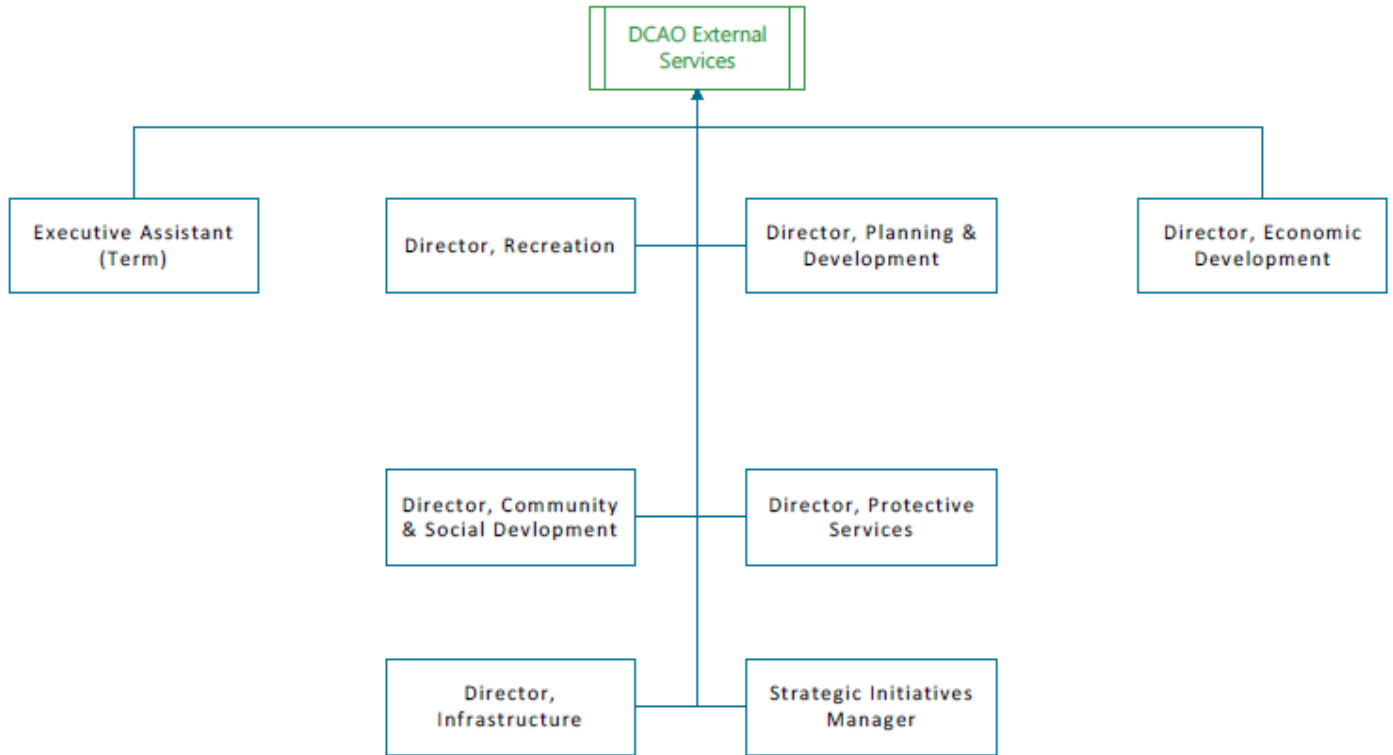 DCAO External
Services
Executive Assistant
(Term)
Director, Recreation
Director, Planning &
Development
Director, Economic
Development
Director, Community
& Social Devlopment
Director, Protective
Services
Director,
Infrastructure
Strategic Initiatives
Manager